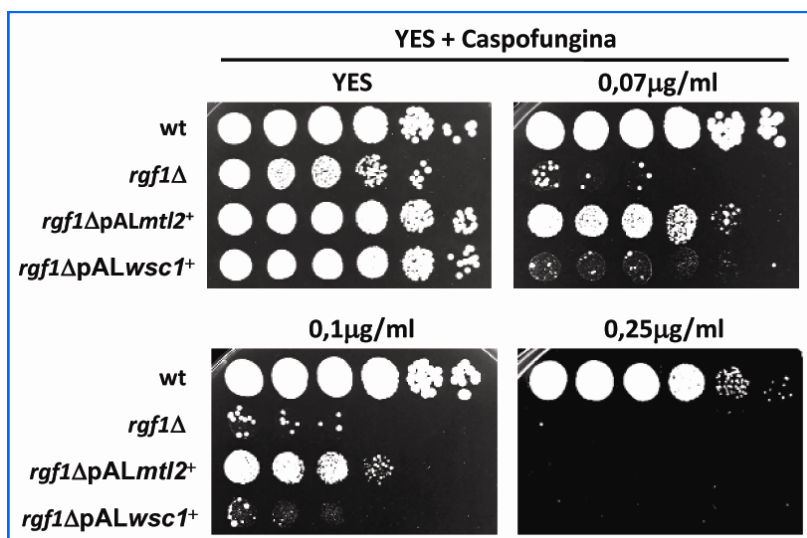 YES + Caspofungina
YES
0,07μg/ml
wt
rgf1Δ
rgf1ΔpALmtl2⁺
rgf1ΔpALwsc1⁺
0,1μg/ml
0,25μg/ml
wt
rgf1Δ
rgf1ΔpALmtl2⁺
rgf1ΔpALwsc1⁺